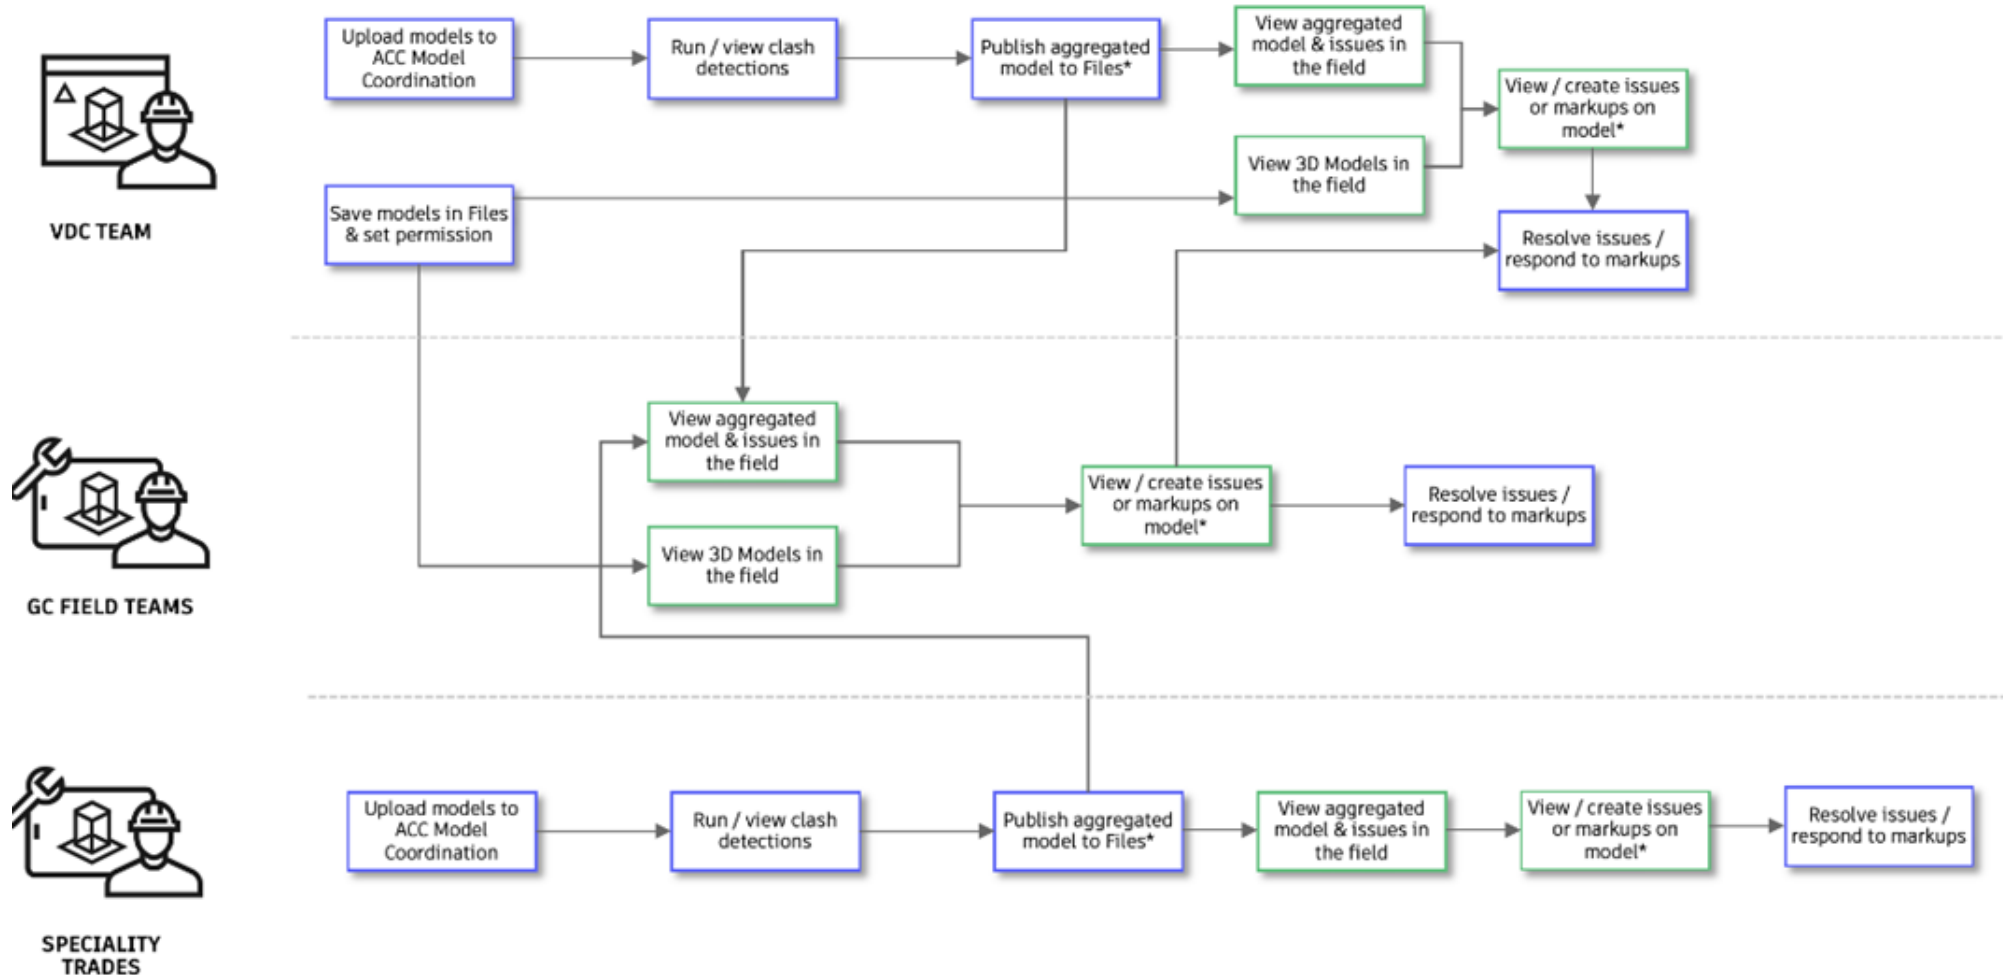 Upload models to
ACC Model
Coordination
Run / view clash
detections
Publish aggregated
model to Files*
View aggregated
model & issues in
the field
View / create issues
or markups on
model*
View 3D Models in
the field
Save models in Files
& set permission
Resolve issues /
respond to markups
VDC TEAM
View aggregated
model & issues in
the field
View 3D Models in
the field
View / create issues
or markups on
model*
Resolve issues /
respond to markups
GC FIELD TEAMS
Upload models to
ACC Model
Coordination
Run / view clash
detections
Publish aggregated
model to Files*
View aggregated
model & issues in
the field
View / create issues
or markups on
model*
Resolve issues /
respond to markups
SPECIALITY
TRADES